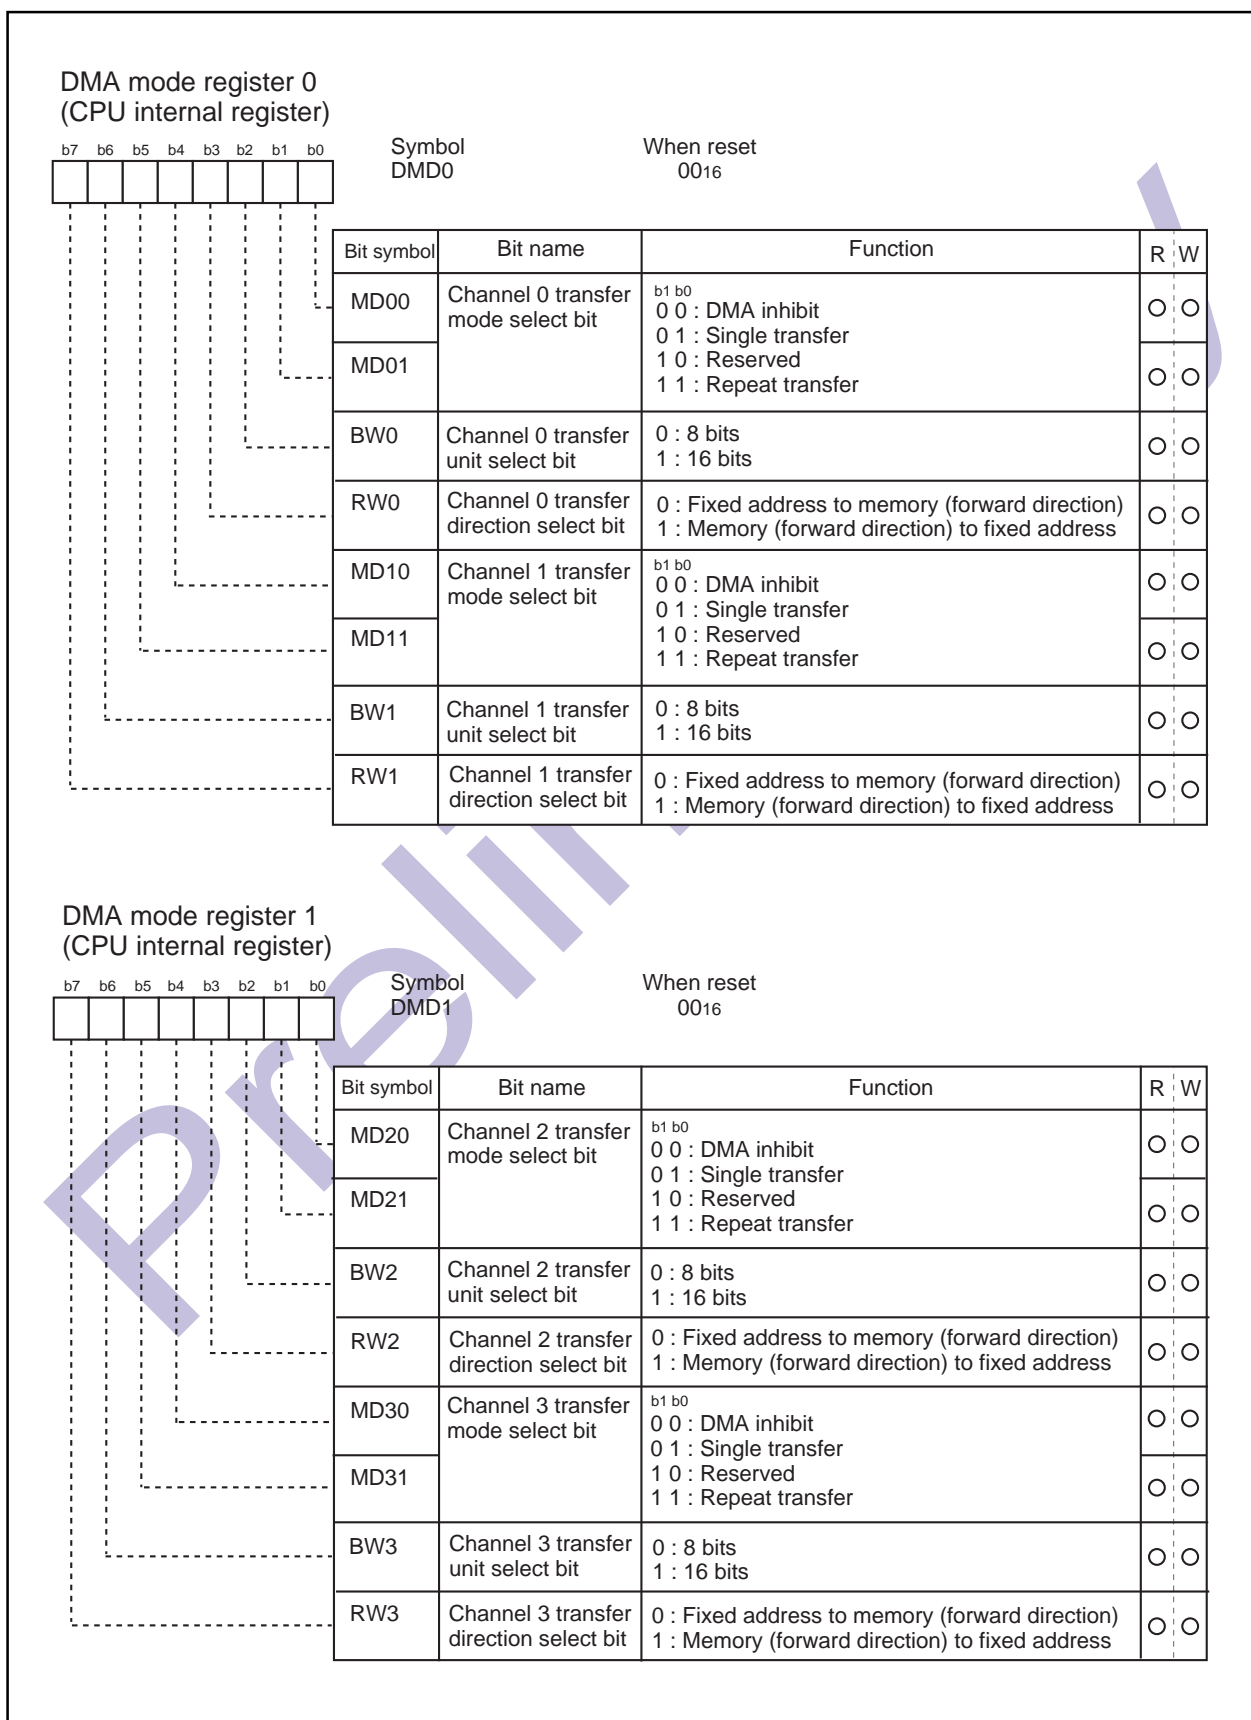 DMA mode register 0
(CPU internal register)
b7 b6 b5 b4 b3 b2 b1 b0
Symbol When reset
DMD0 0016
Bit symbol Bit name Function R W
MD00 Channel 0 transfer mode select bit
b1 b0
0 0 : DMA inhibit
0 1 : Single transfer
MD01
1 0 : Reserved
1 1 : Repeat transfer
BW0 Channel 0 transfer unit select bit
0 : 8 bits
1 : 16 bits
RW0 Channel 0 transfer direction select bit
0 : Fixed address to memory (forward direction)
1 : Memory (forward direction) to fixed address
MD10 Channel 1 transfer mode select bit
b1 b0
0 0 : DMA inhibit
0 1 : Single transfer
MD11
1 0 : Reserved
1 1 : Repeat transfer
BW1 Channel 1 transfer unit select bit
0 : 8 bits
1 : 16 bits
RW1 Channel 1 transfer direction select bit
0 : Fixed address to memory (forward direction)
1 : Memory (forward direction) to fixed address
DMA mode register 1
(CPU internal register)
b7 b6 b5 b4 b3 b2 b1 b0
Symbol When reset
DMD1 0016
Bit symbol Bit name Function R W
MD20 Channel 2 transfer mode select bit
b1 b0
0 0 : DMA inhibit
0 1 : Single transfer
MD21
1 0 : Reserved
1 1 : Repeat transfer
BW2 Channel 2 transfer unit select bit
0 : 8 bits
1 : 16 bits
RW2 Channel 2 transfer direction select bit
0 : Fixed address to memory (forward direction)
1 : Memory (forward direction) to fixed address
MD30 Channel 3 transfer mode select bit
b1 b0
0 0 : DMA inhibit
0 1 : Single transfer
MD31
1 0 : Reserved
1 1 : Repeat transfer
BW3 Channel 3 transfer unit select bit
0 : 8 bits
1 : 16 bits
RW3 Channel 3 transfer direction select bit
0 : Fixed address to memory (forward direction)
1 : Memory (forward direction) to fixed address